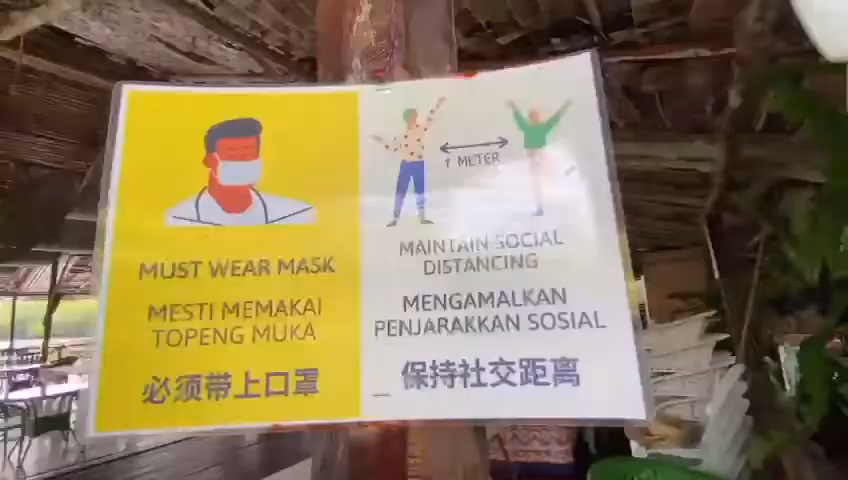 MUST WEAR MASK
MESTI MEMAKAI
TOPENG MUKA
必须带上口罩
1 METER
MAINTAIN SOCIAL
DISTANCING
MENGAMALKAN
PENJARAKKAN SOSIAL
_ 保持社交距离